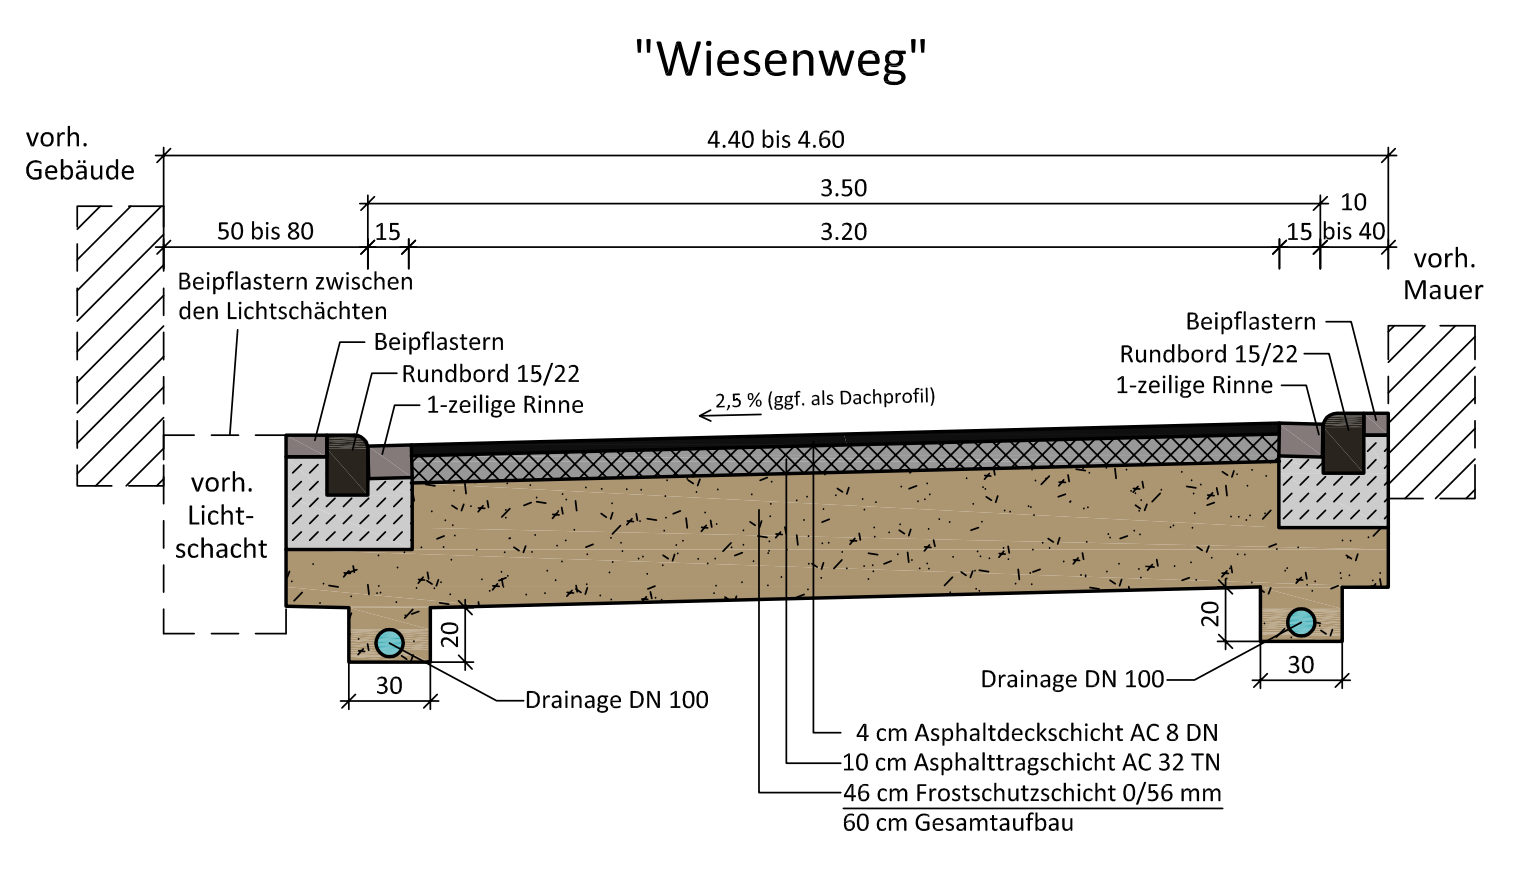 "Wiesenweg"
vorh.
Gebäude
4.40 bis 4.60
3.50
10
50 bis 80
15
3.20
15
bis 40
vorh.
Mauer
Beipflastern zwischen
den Lichtschächten
Beipflastern
Rundbord 15/22
1-zeilige Rinne
2,5 % (ggf. als Dachprofil)
Beipflastern
Rundbord 15/22
1-zeilige Rinne
vorh.
Licht-
schacht
20
30
Drainage DN 100
20
30
Drainage DN 100
4 cm Asphaltdeckschicht AC 8 DN
10 cm Asphalttragschicht AC 32 TN
46 cm Frostschutzschicht 0/56 mm
60 cm Gesamtaufbau